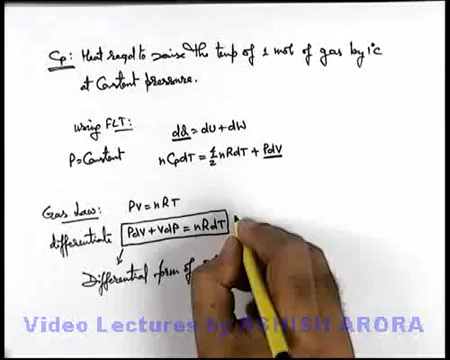 Cp: Heat reqd to raise the temp of 1 mol of gas by 1°C
at Constant pressure.
using FLT: dQ = dU + dW
P=Constant nCpdT = f/2 nRdT + PdV
Gas Law: PV = nRT
differentiate PdV + VdP = nRdT
Differential form of
Video Lectures by ASHISH ARORA